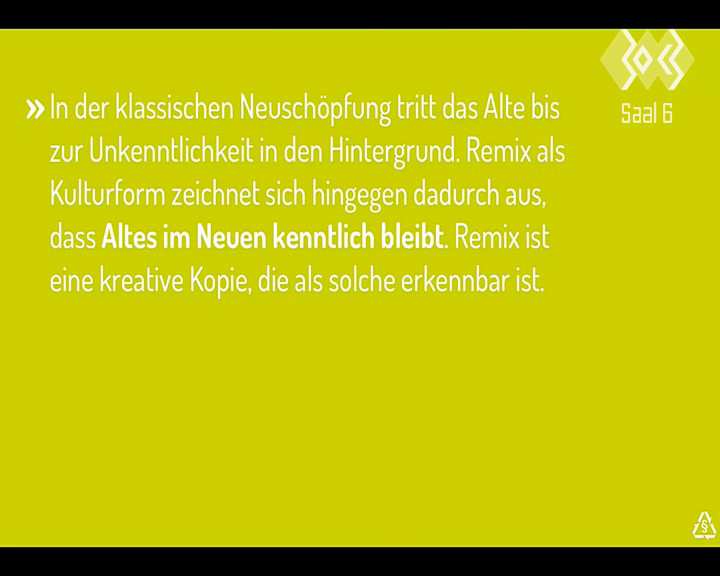 » In der klassischen Neuschöpfung tritt das Alte bis
zur Unkenntlichkeit in den Hintergrund. Remix als
Kulturform zeichnet sich hingegen dadurch aus,
dass Altes im Neuen kenntlich bleibt. Remix ist
eine kreative Kopie, die als solche erkennbar ist.
Saal 6
§